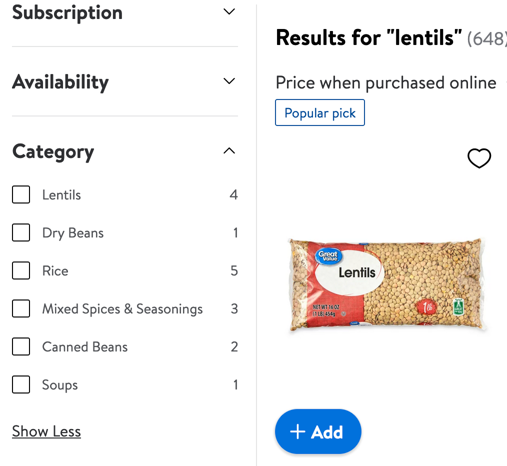 Subscription
Availability
Category
Lentils 4
Dry Beans 1
Rice 5
Mixed Spices & Seasonings 3
Canned Beans 2
Soups 1
Show Less
Results for "lentils" (648)
Price when purchased online
Popular pick
Great Value
Lentils
NET WT 16 OZ
(1 LB) 454g
1 lb
+ Add